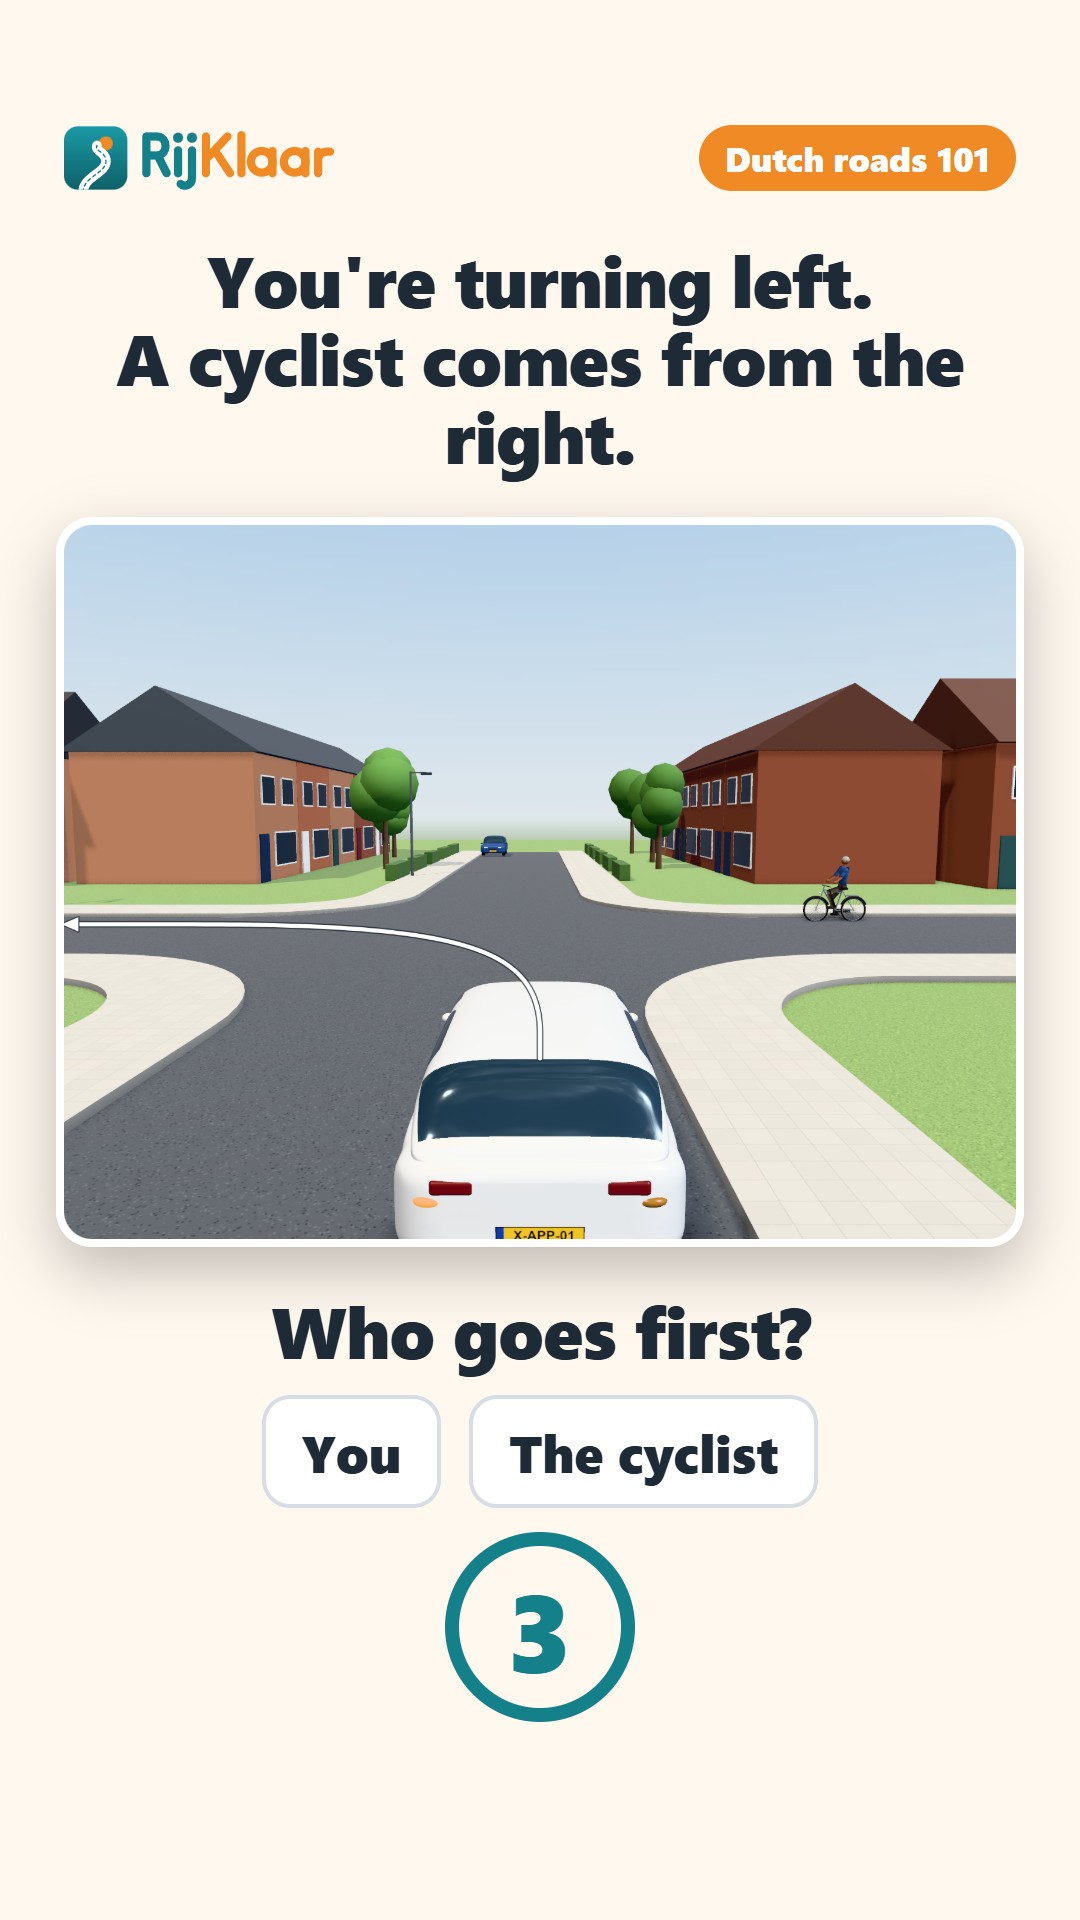 RijKlaar
Dutch roads 101
You're turning left.
A cyclist comes from the
right.
X-APP-01
Who goes first?
You
The cyclist
3